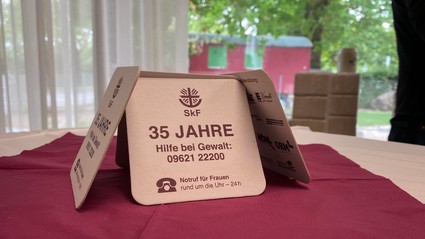 SkF
35 JAHRE
Hilfe bei Gewalt:
09621 22200
Notruf für Frauen
rund um die Uhr – 24h